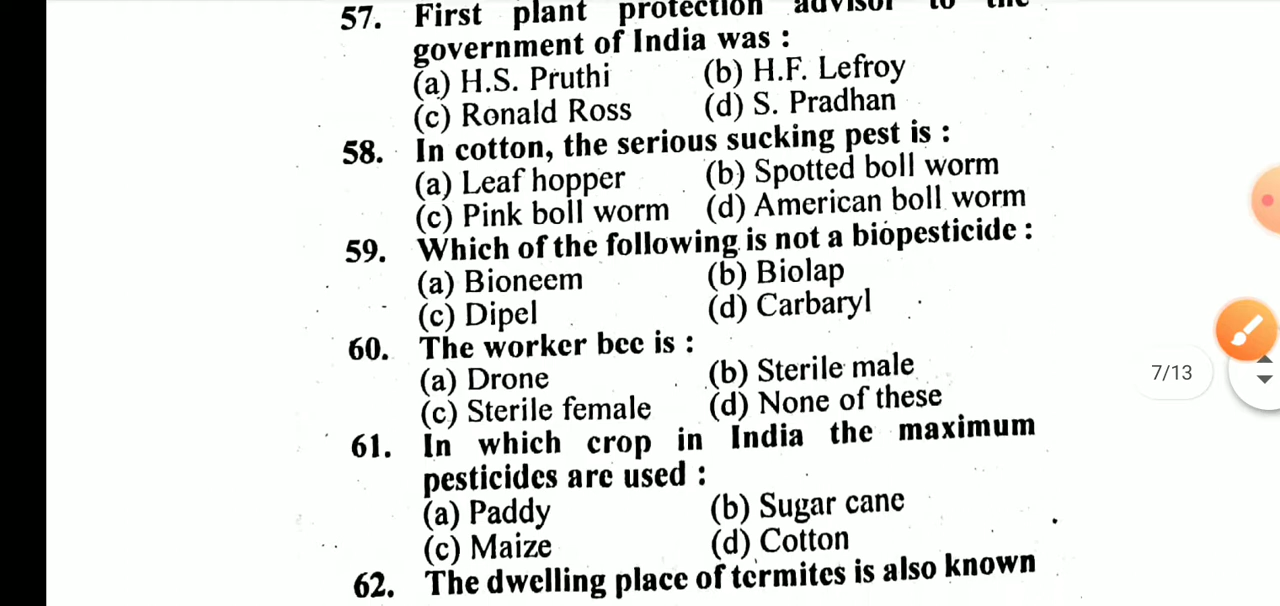 57. First plant protection advisor to the
government of India was :
(a) H.S. Pruthi (b) H.F. Lefroy
(c) Ronald Ross (d) S. Pradhan
58. In cotton, the serious sucking pest is :
(a) Leaf hopper (b) Spotted boll worm
(c) Pink boll worm (d) American boll worm
59. Which of the following is not a biopesticide :
(a) Bioneem (b) Biolap
(c) Dipel (d) Carbaryl
60. The worker bee is :
(a) Drone (b) Sterile male
(c) Sterile female (d) None of these
61. In which crop in India the maximum
pesticides are used :
(a) Paddy (b) Sugar cane
(c) Maize (d) Cotton
62. The dwelling place of termites is also known
7/13